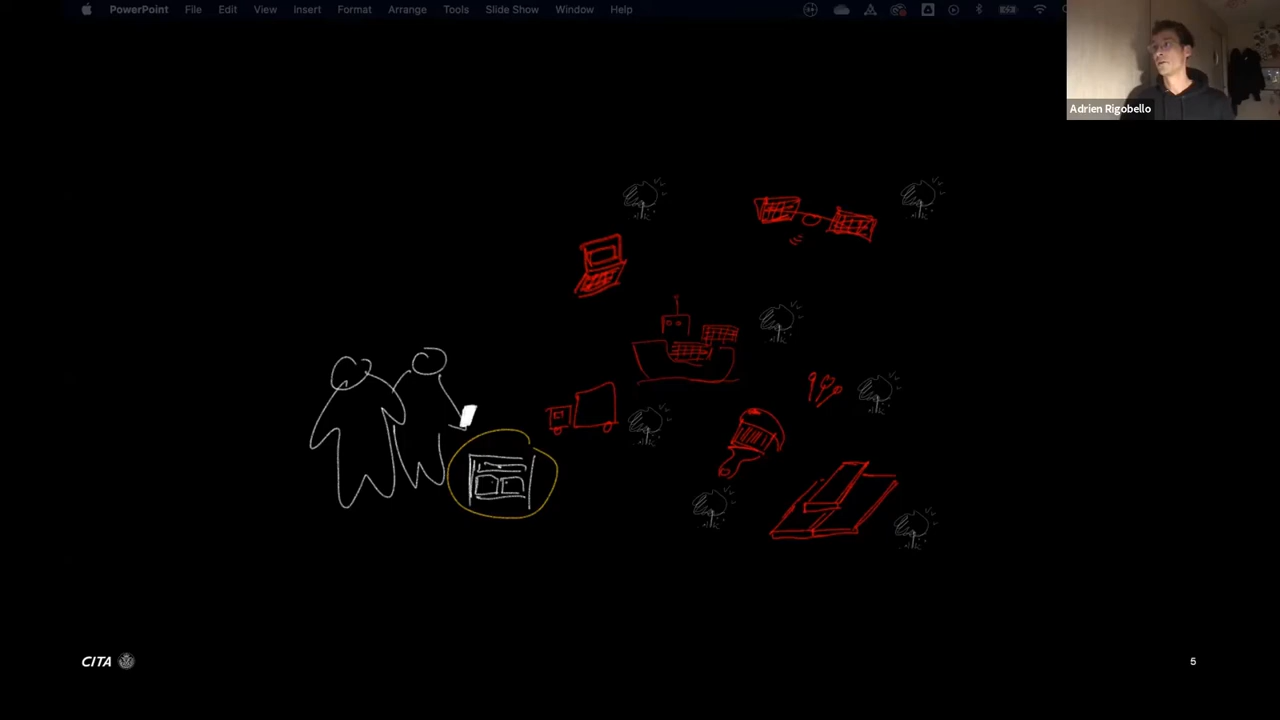 PowerPoint File Edit View Insert Format Arrange Tools Slide Show Window Help
Adrien Rigobello
CITA
5